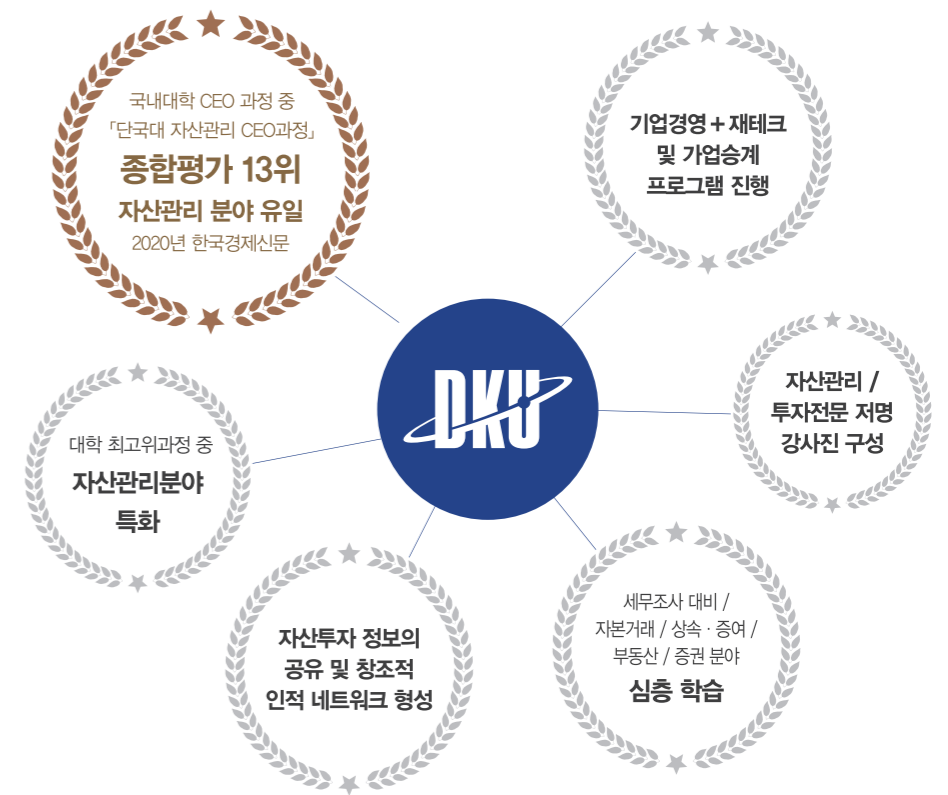 국내대학 CEO 과정 중
「단국대 자산관리 CEO과정」
종합평가 13위
자산관리 분야 유일
2020년 한국경제신문
기업경영 + 재테크
및 가업승계
프로그램 진행
DKU
자산관리 /
투자전문 저명
강사진 구성
대학 최고위과정 중
자산관리분야
특화
자산투자 정보의
공유 및 창조적
인적 네트워크 형성
세무조사 대비 /
자본거래 / 상속 · 증여 /
부동산 / 증권 분야
심층 학습